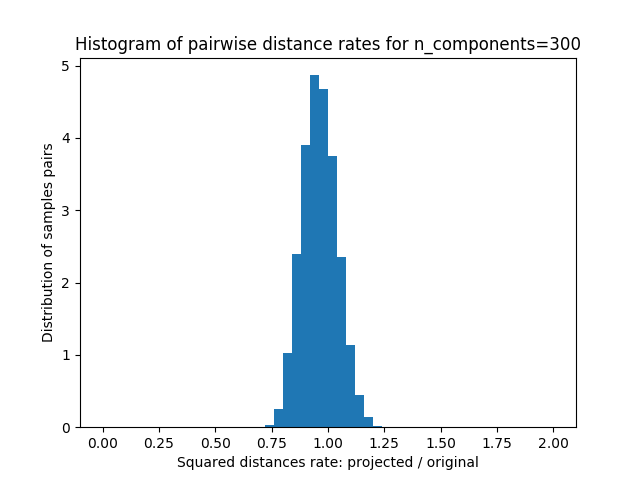 Histogram of pairwise distance rates for n_components=300
Distribution of samples pairs
5
4
3
2
1
0
0.00 0.25 0.50 0.75 1.00 1.25 1.50 1.75 2.00
Squared distances rate: projected / original